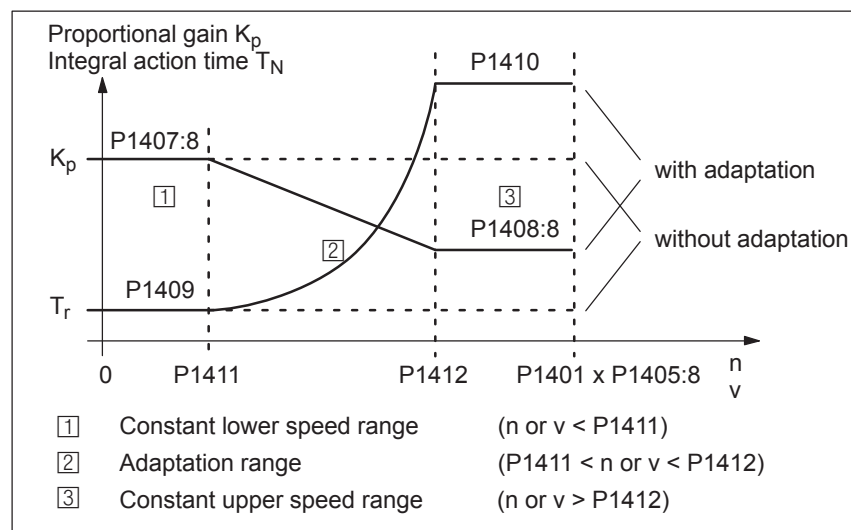 Proportional gain Kp
Integral action time TN
P1410
P1407:8
Kp
1
3
with adaptation
P1408:8
2
without adaptation
P1409
Tr
0 P1411 P1412 P1401 x P1405:8 n
v
1 Constant lower speed range (n or v < P1411)
2 Adaptation range (P1411 < n or v < P1412)
3 Constant upper speed range (n or v > P1412)